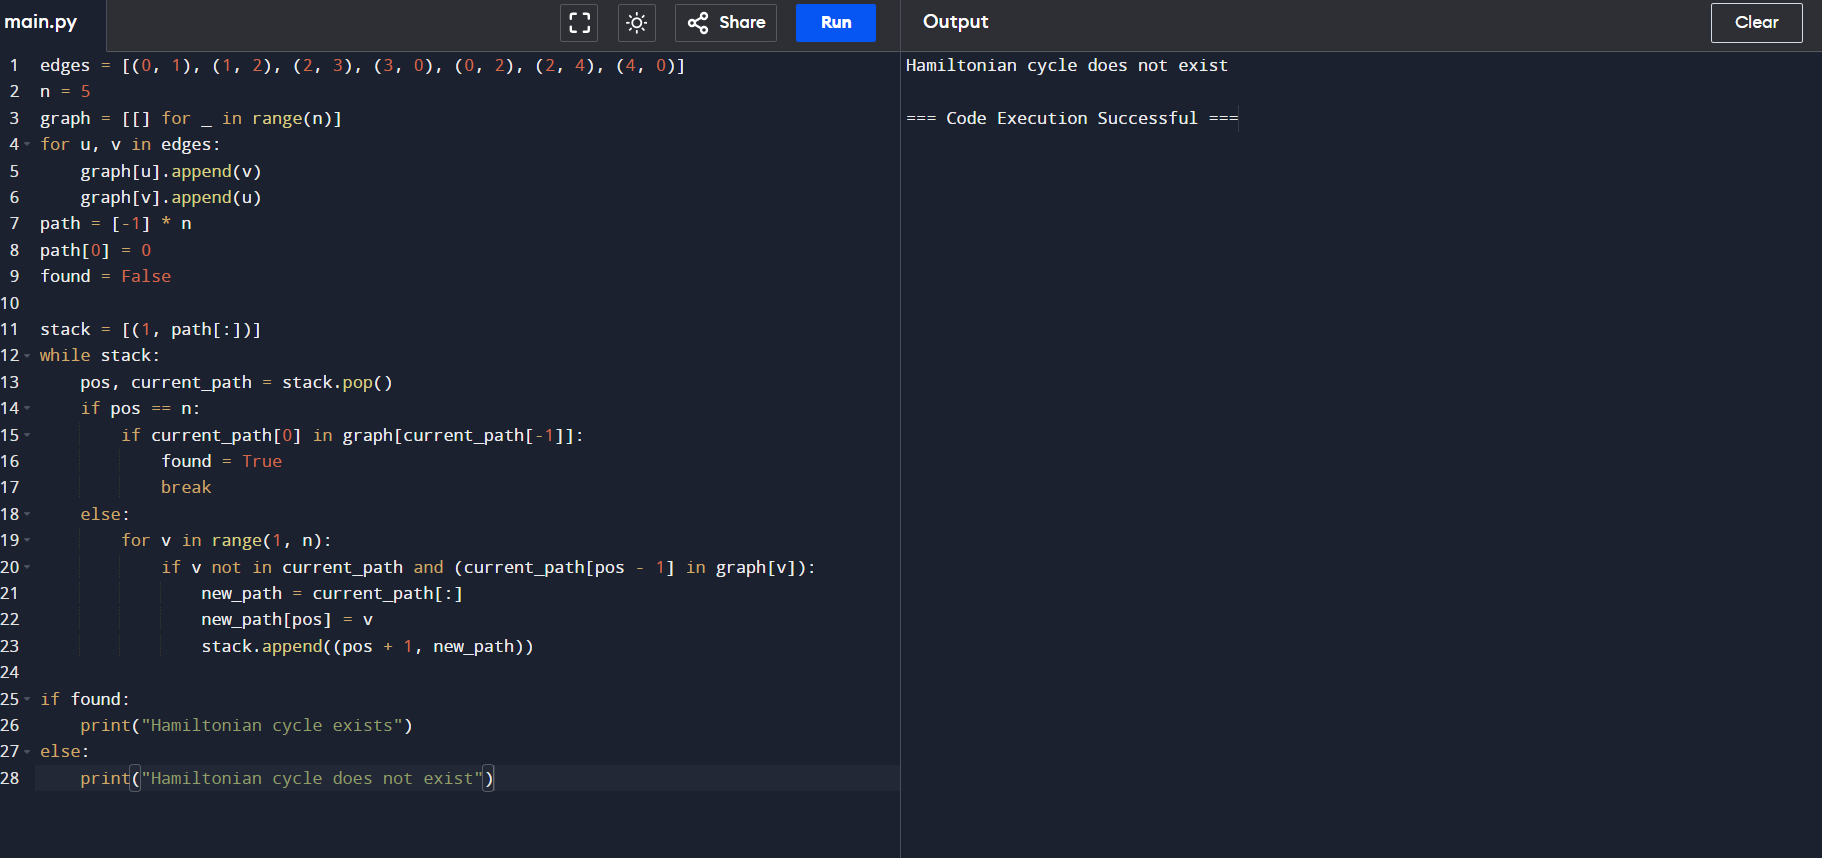 main.py
Share
Run
Output
Clear
1 edges = [(0, 1), (1, 2), (2, 3), (3, 0), (0, 2), (2, 4), (4, 0)]
2 n = 5
3 graph = [[] for _ in range(n)]
4 for u, v in edges:
5     graph[u].append(v)
6     graph[v].append(u)
7 path = [-1] * n
8 path[0] = 0
9 found = False
10
11 stack = [(1, path[:])]
12 while stack:
13     pos, current_path = stack.pop()
14     if pos == n:
15         if current_path[0] in graph[current_path[-1]]:
16             found = True
17             break
18     else:
19         for v in range(1, n):
20             if v not in current_path and (current_path[pos - 1] in graph[v]):
21                 new_path = current_path[:]
22                 new_path[pos] = v
23                 stack.append((pos + 1, new_path))
24
25 if found:
26     print("Hamiltonian cycle exists")
27 else:
28     print("Hamiltonian cycle does not exist")
Hamiltonian cycle does not exist
=== Code Execution Successful ===